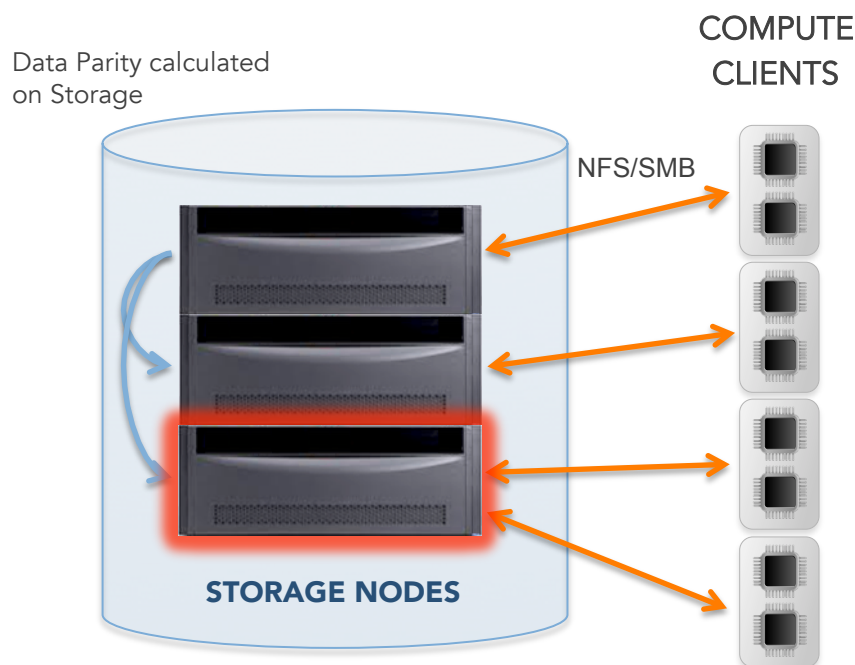 COMPUTE
CLIENTS
Data Parity calculated
on Storage
NFS/SMB
STORAGE NODES